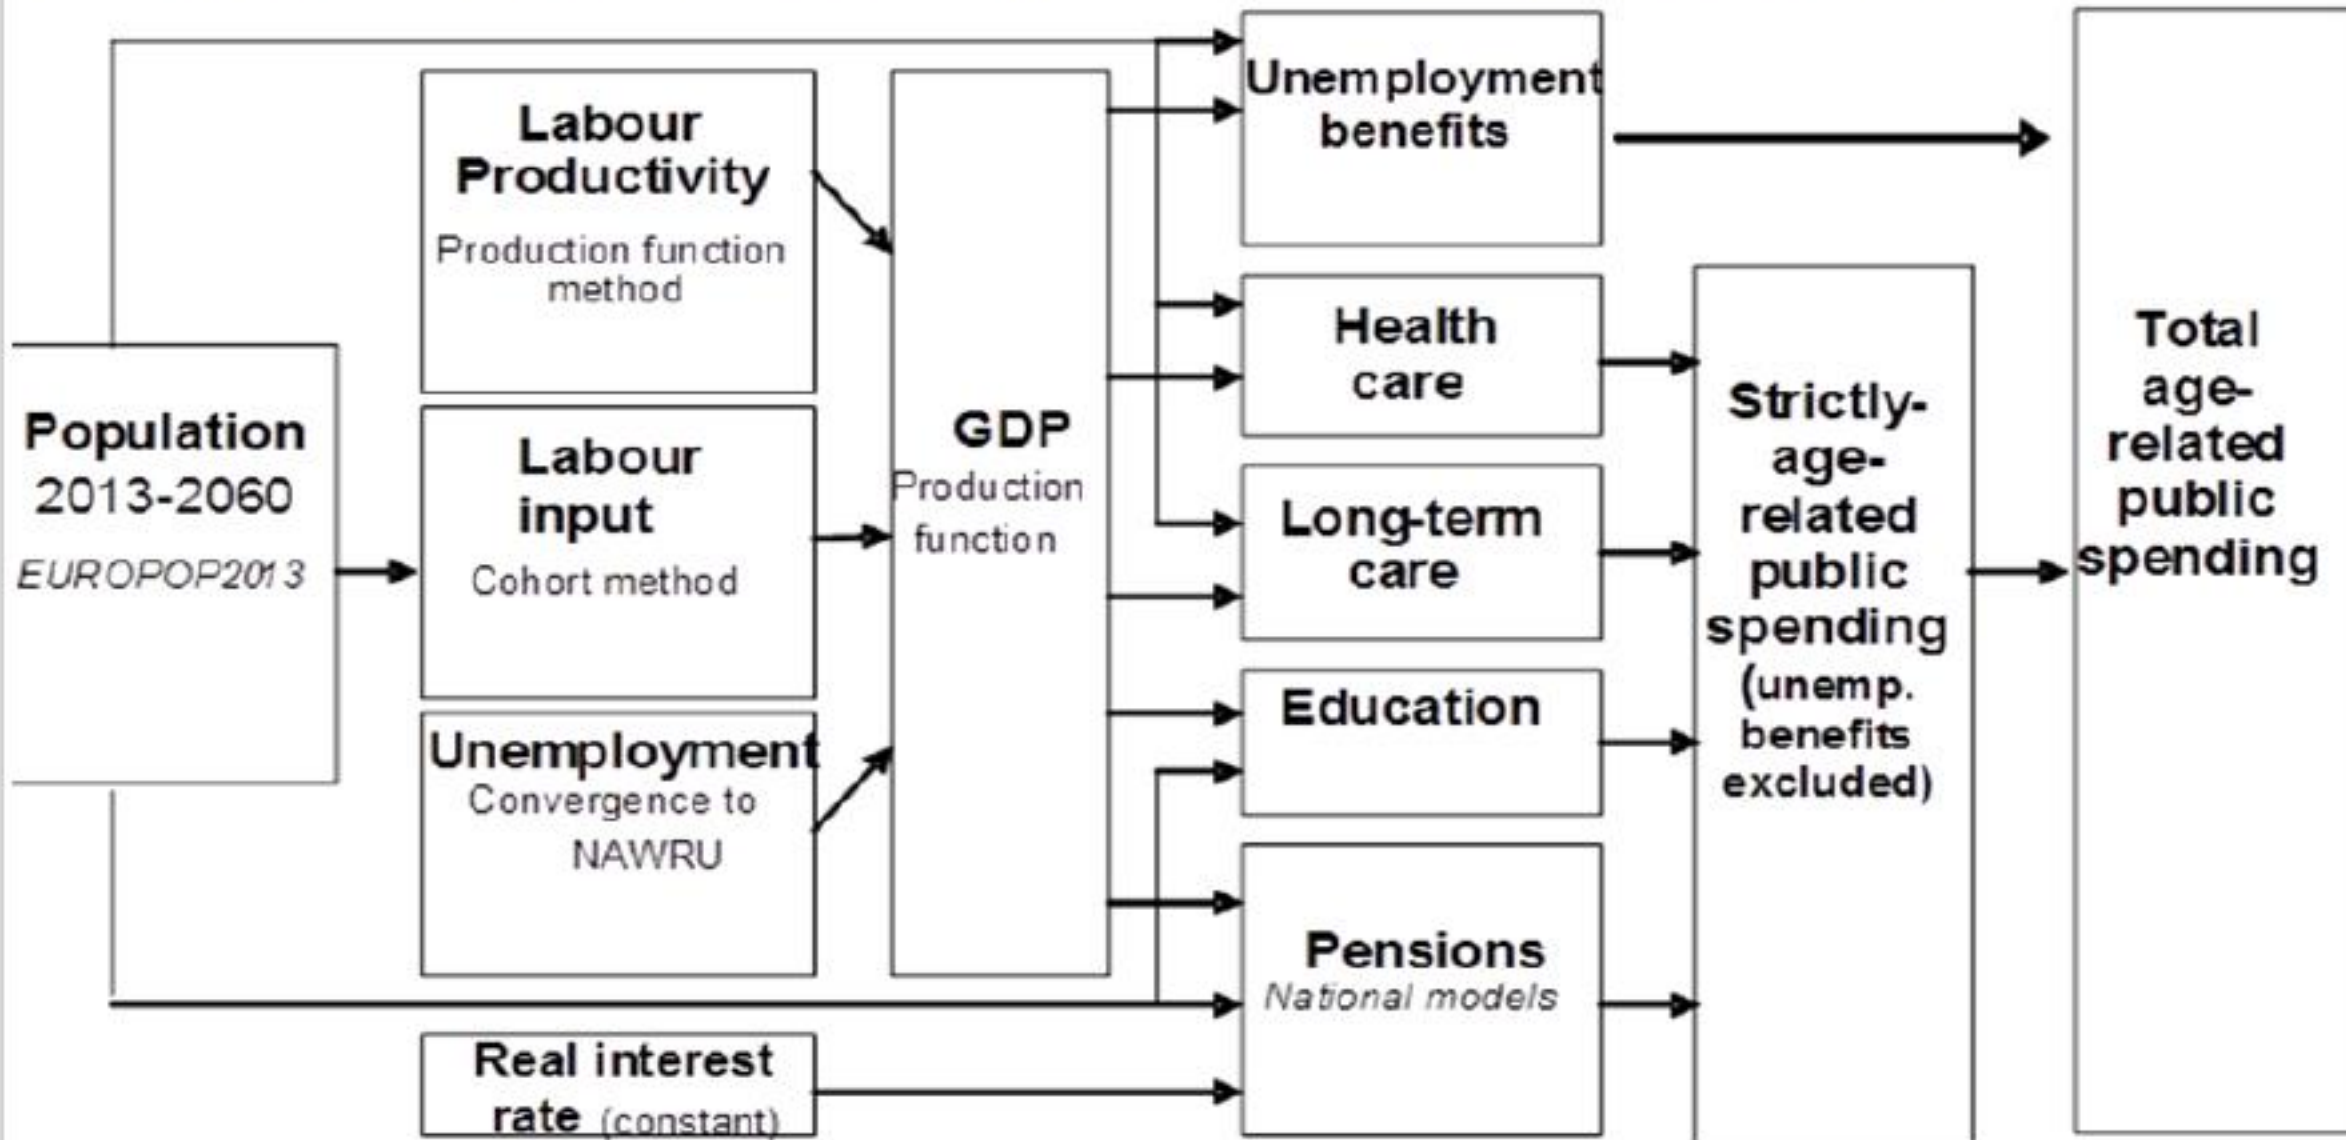 Population
2013-2060
EUROPOP2013
Labour
Productivity
Production function
method
Labour
input
Cohort method
Unemployment
Convergence to
NAWRU
Real interest
rate (constant)
GDP
Production
function
Unemployment
benefits
Health
care
Long-term
care
Education
Pensions
National models
Strictly-
age-
related
public
spending
(unemp.
benefits
excluded)
Total
age-
related
public
spending